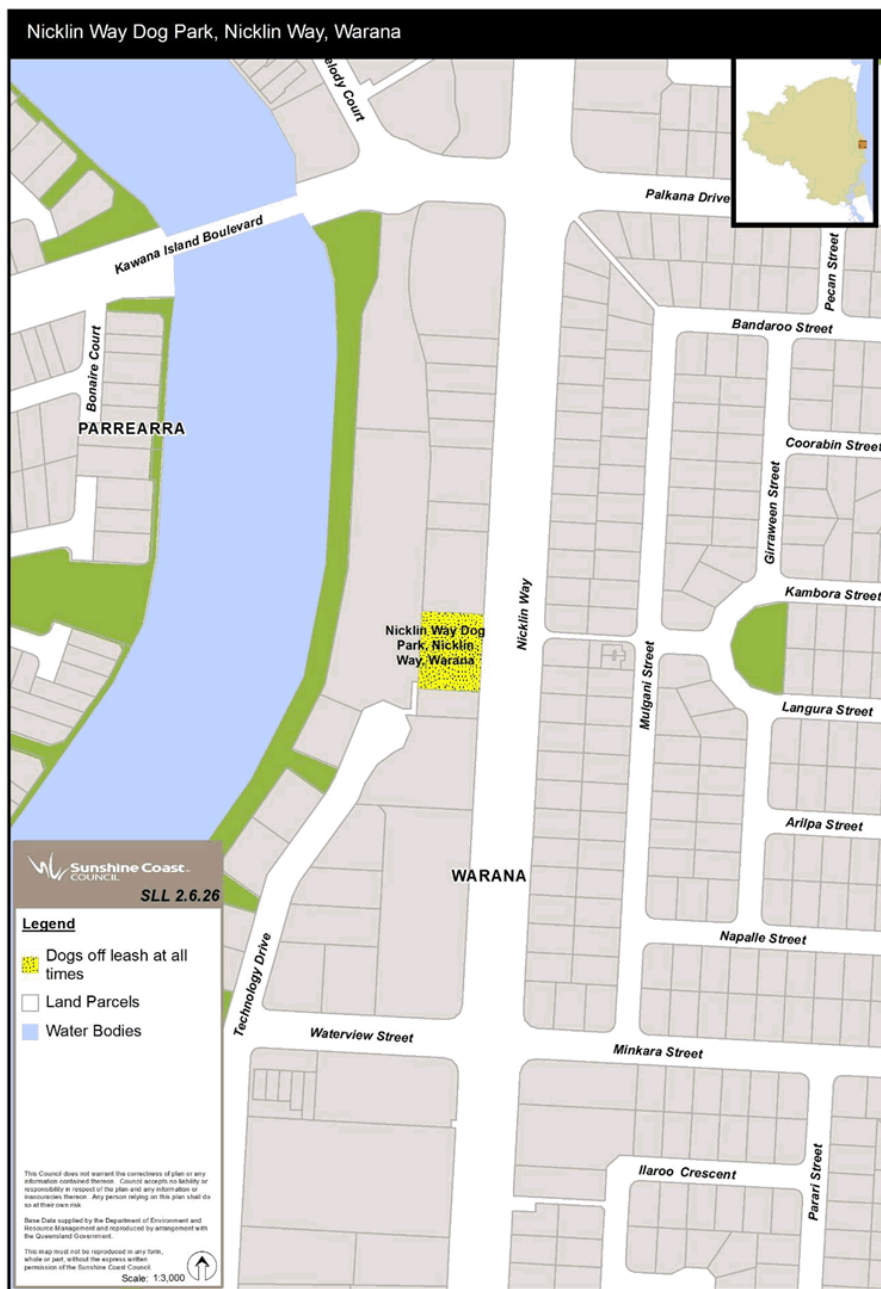 Nicklin Way Dog Park, Nicklin Way, Warana
elody Court
Palkana Drive
Kawana Island Boulevard
Pecan Street
Bandaroo Street
Bonaire Court
PARREARRA
Coorabin Street
Girraween Street
Nicklin Way
Kambora Street
Nicklin Way Dog
Park, Nicklin
Way, Warana
Mulgani Street
Langura Street
Arilpa Street
WARANA
Napalle Street
Technology Drive
Waterview Street
Minkara Street
Ilaroo Crescent
Parari Street
Sunshine Coast
COUNCIL
SLL 2.6.26
Legend
Dogs off leash at all
times
Land Parcels
Water Bodies
This Council does not warrant the correctness of plan or any
information contained thereon. Council accepts no liability or
responsibility in respect of the plan and any information or
inaccuracies thereon. Any person relying on this plan shall do
so at their own risk.
Base Data supplied by the Department of Environment and
Resource Management and reproduced by arrangement with
the Queensland Government.
This map must not be reproduced in any form,
whole or part, without the express written
permission of the Sunshine Coast Council.
Scale: 1:3,000